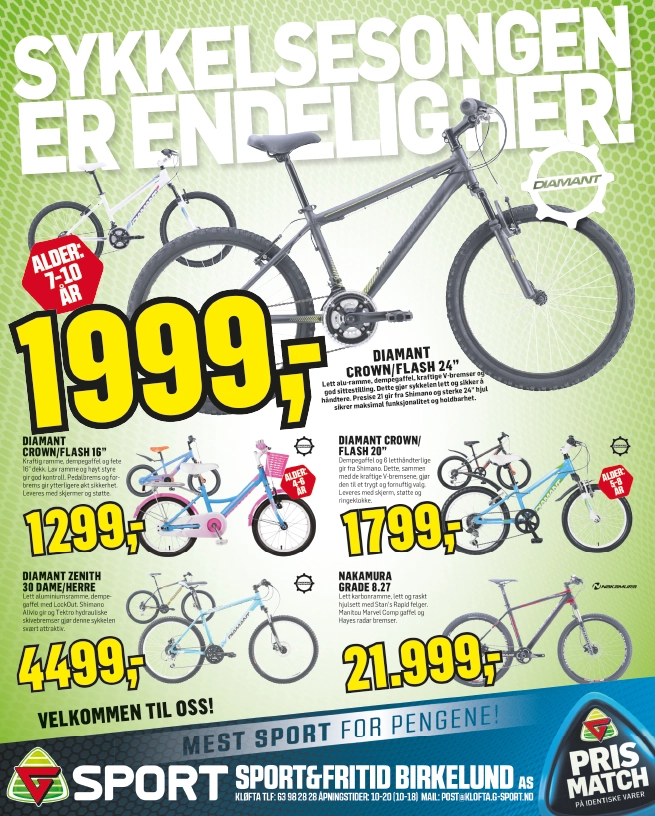 SYKKELSESONGEN
ER ENDELIG HER!
DIAMANT
ALDER:
7-10
ÅR
1999,-
DIAMANT
CROWN/FLASH 24”
Lett alu-ramme, dempegaffel, kraftige V-bremser og
god sittestilling. Dette gjør sykkelen lett og sikker å
håndtere. Presise 21 gir fra Shimano og sterke 24” hjul
sikrer maksimal funksjonalitet og holdbarhet.
DIAMANT
CROWN/FLASH 16”
Kraftig ramme, dempegaffel og fete
16” dekk. Lav ramme og høyt styre
gir god kontroll. Pedalbrems og for-
brems gir ytterligere økt sikkerhet.
Leveres med skjermer og støtte.
ALDER:
4-6
ÅR
1299,-
DIAMANT CROWN/
FLASH 20”
Dempegaffel og 6 letthåndterlige
gir fra Shimano. Dette, sammen
med de kraftige V-bremsene, gjør
den til et trygt og fornuftig valg.
Leveres med skjerm, støtte og
ringeklokke.
ALDER:
5-8
ÅR
1799,-
DIAMANT ZENITH
30 DAME/HERRE
Lett aluminiumsramme, dempe-
gaffel med LockOut. Shimano
Alivio gir og Tektro hydrauliske
skivebremser gjør denne sykkelen
svært attraktiv.
4499,-
NAKAMURA
GRADE 8.27
Lett karbonramme, lett og raskt
hjulsett med Stan's Rapid felger.
Manitou Marvel Comp gaffel og
Hayes radar bremser.
NAKAMURA
21.999,-
VELKOMMEN TIL OSS!
MEST SPORT FOR PENGENE!
G SPORT SPORT&FRITID BIRKELUND AS
KLØFTA TLF: 63 98 28 28 ÅPNINGSTIDER: 10-20 (10-18) MAIL: POST@KLOFTA.G-SPORT.NO
G
PRIS
MATCH
PÅ IDENTISKE VARER